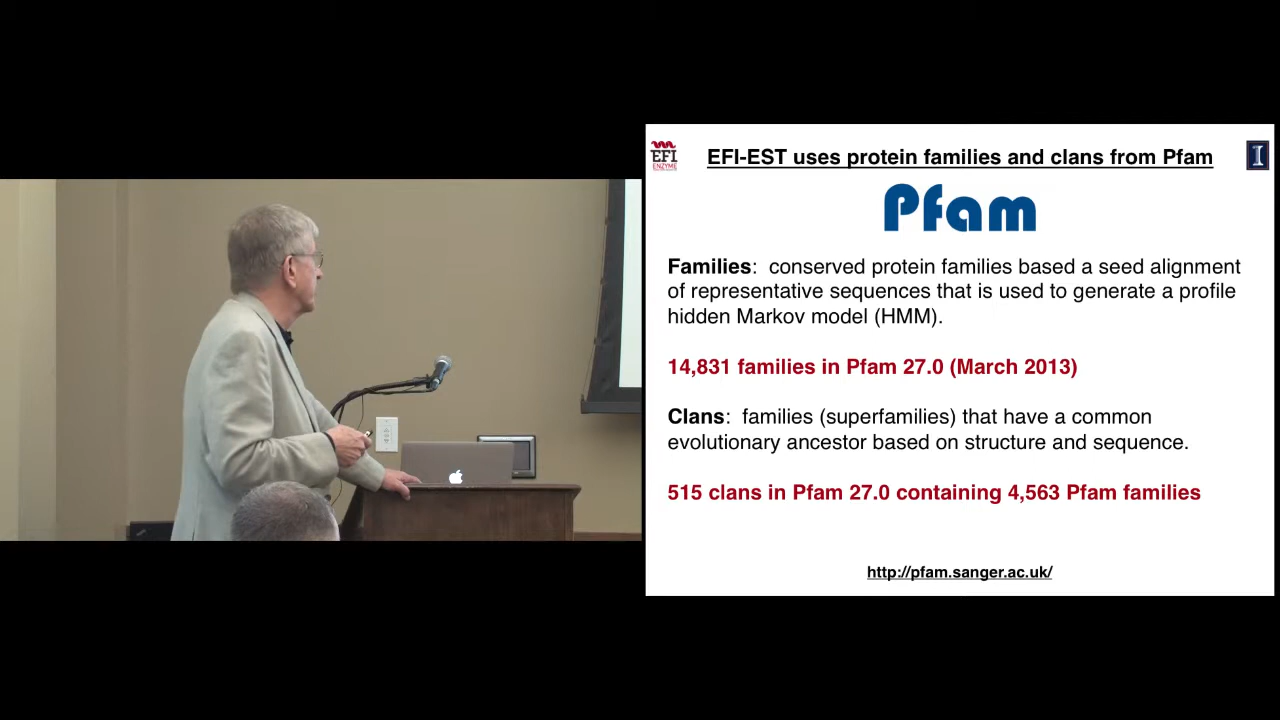 EFI
ENZYME
EFI-EST uses protein families and clans from Pfam
I
Pfam
Families:  conserved protein families based a seed alignment
of representative sequences that is used to generate a profile
hidden Markov model (HMM).
14,831 families in Pfam 27.0 (March 2013)
Clans:  families (superfamilies) that have a common
evolutionary ancestor based on structure and sequence.
515 clans in Pfam 27.0 containing 4,563 Pfam families
http://pfam.sanger.ac.uk/